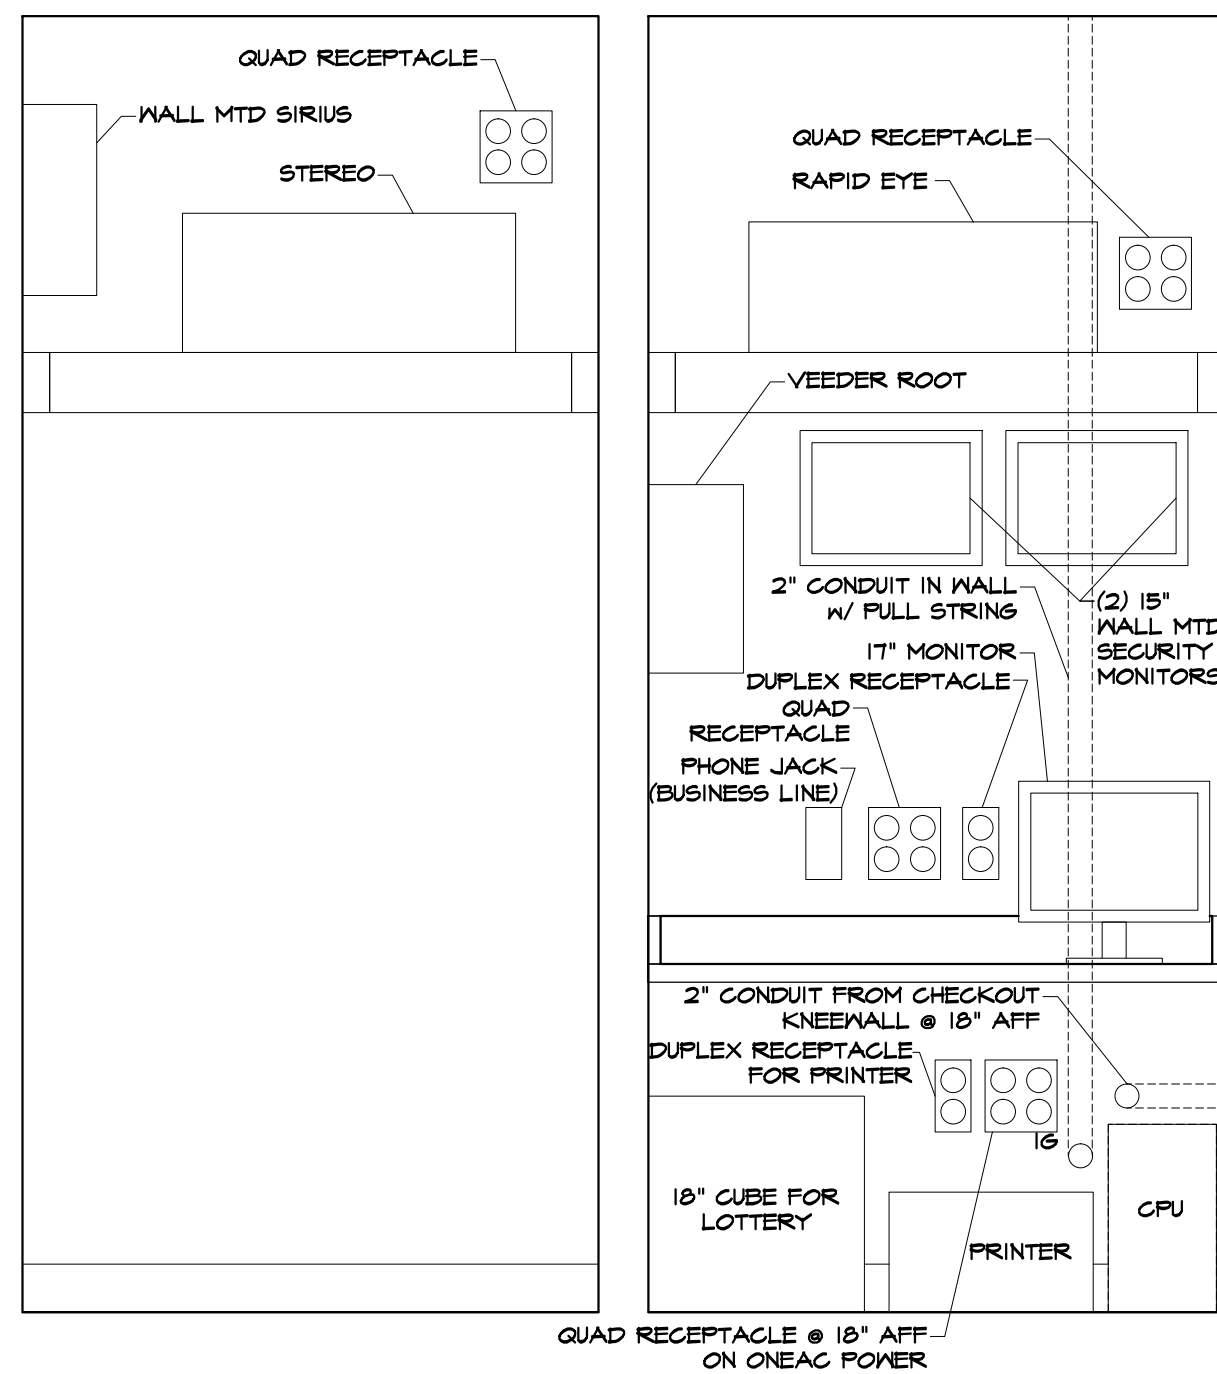 QUAD RECEPTACLE
WALL MTD SIRIUS
STEREO
QUAD RECEPTACLE
RAPID EYE
VEEDER ROOT
2" CONDUIT IN WALL
W/ PULL STRING
(2) 15"
WALL MTD
SECURITY
MONITORS
17" MONITOR
DUPLEX RECEPTACLE
QUAD
RECEPTACLE
PHONE JACK
(BUSINESS LINE)
2" CONDUIT FROM CHECKOUT
KNEEWALL @ 18" AFF
DUPLEX RECEPTACLE
FOR PRINTER
IG
18" CUBE FOR
LOTTERY
CPU
PRINTER
QUAD RECEPTACLE @ 18" AFF
ON ONEAC POWER